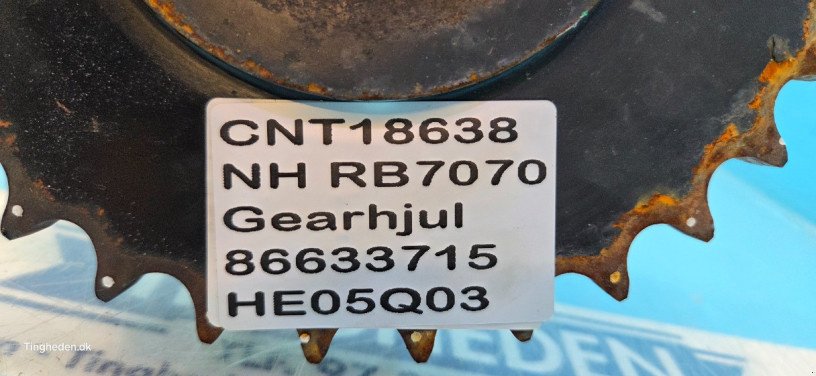 CNT18638
NH RB7070
Gearhjul
86633715
HE05Q03
Tingheden.dk